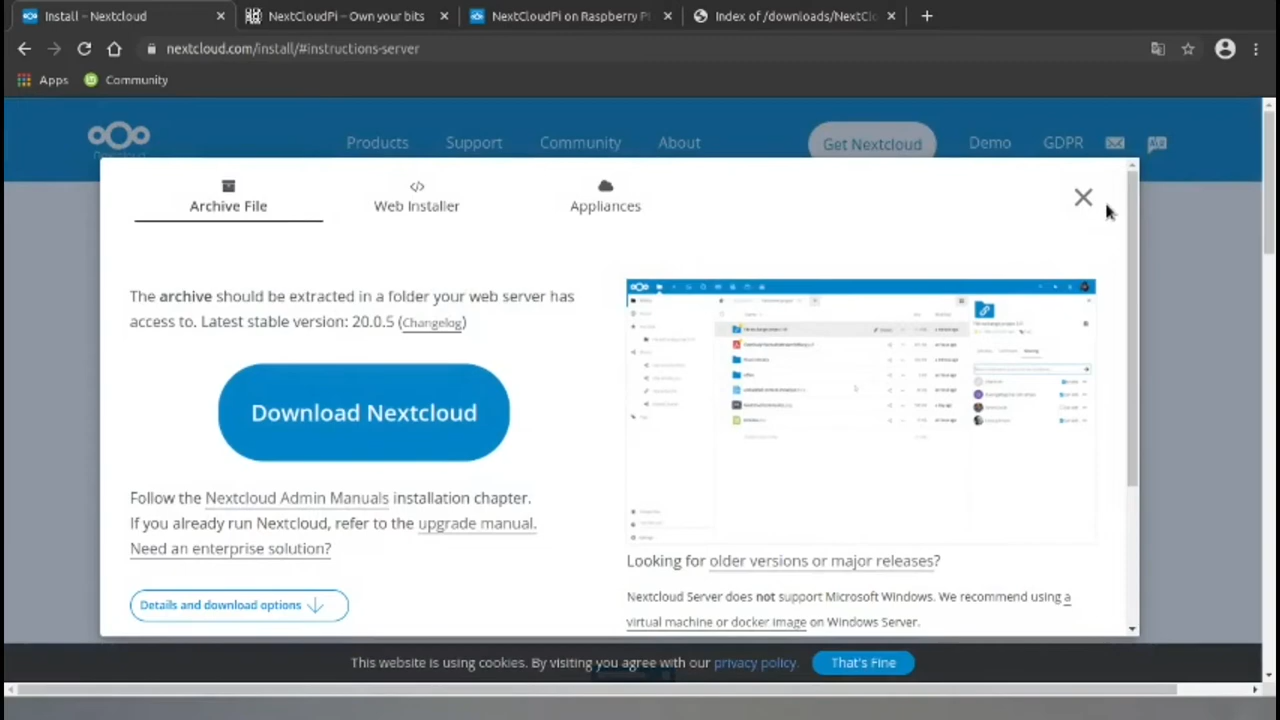 Install – Nextcloud
NextCloudPi – Own your bits
NextCloudPi on Raspberry Pi
Index of /downloads/NextClo
nextcloud.com/install/#instructions-server
Apps
Community
Products
Support
Community
About
Get Nextcloud
Demo
GDPR
Archive File
Web Installer
Appliances
The archive should be extracted in a folder your web server has
access to. Latest stable version: 20.0.5 (Changelog)
Download Nextcloud
Follow the Nextcloud Admin Manuals installation chapter.
If you already run Nextcloud, refer to the upgrade manual.
Need an enterprise solution?
Details and download options
Looking for older versions or major releases?
Nextcloud Server does not support Microsoft Windows. We recommend using a
virtual machine or docker image on Windows Server.
This website is using cookies. By visiting you agree with our privacy policy.
That's Fine